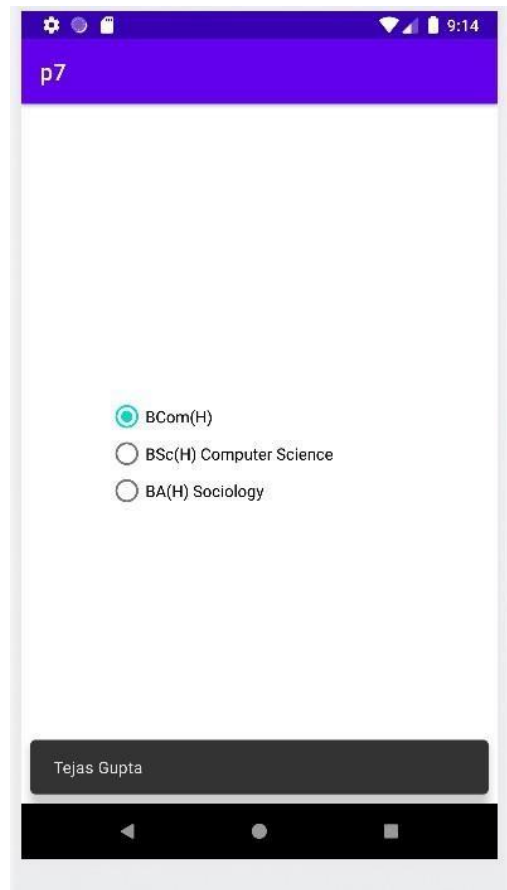 9:14
p7
BCom(H)
BSc(H) Computer Science
BA(H) Sociology
Tejas Gupta